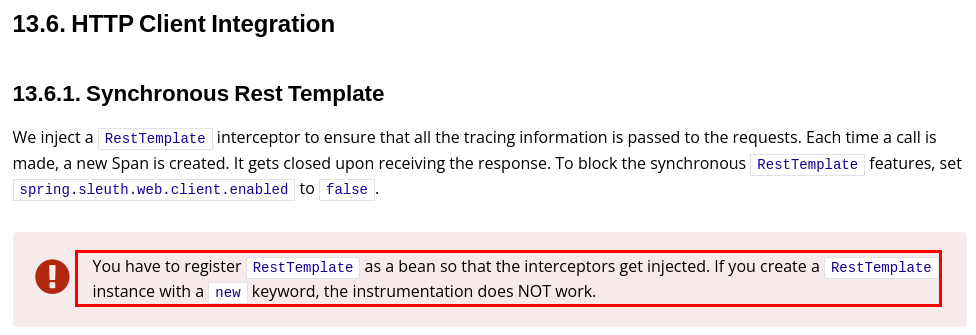 13.6. HTTP Client Integration
13.6.1. Synchronous Rest Template
We inject a RestTemplate interceptor to ensure that all the tracing information is passed to the requests. Each time a call is
made, a new Span is created. It gets closed upon receiving the response. To block the synchronous RestTemplate features, set
spring.sleuth.web.client.enabled to false.
You have to register RestTemplate as a bean so that the interceptors get injected. If you create a RestTemplate
instance with a new keyword, the instrumentation does NOT work.